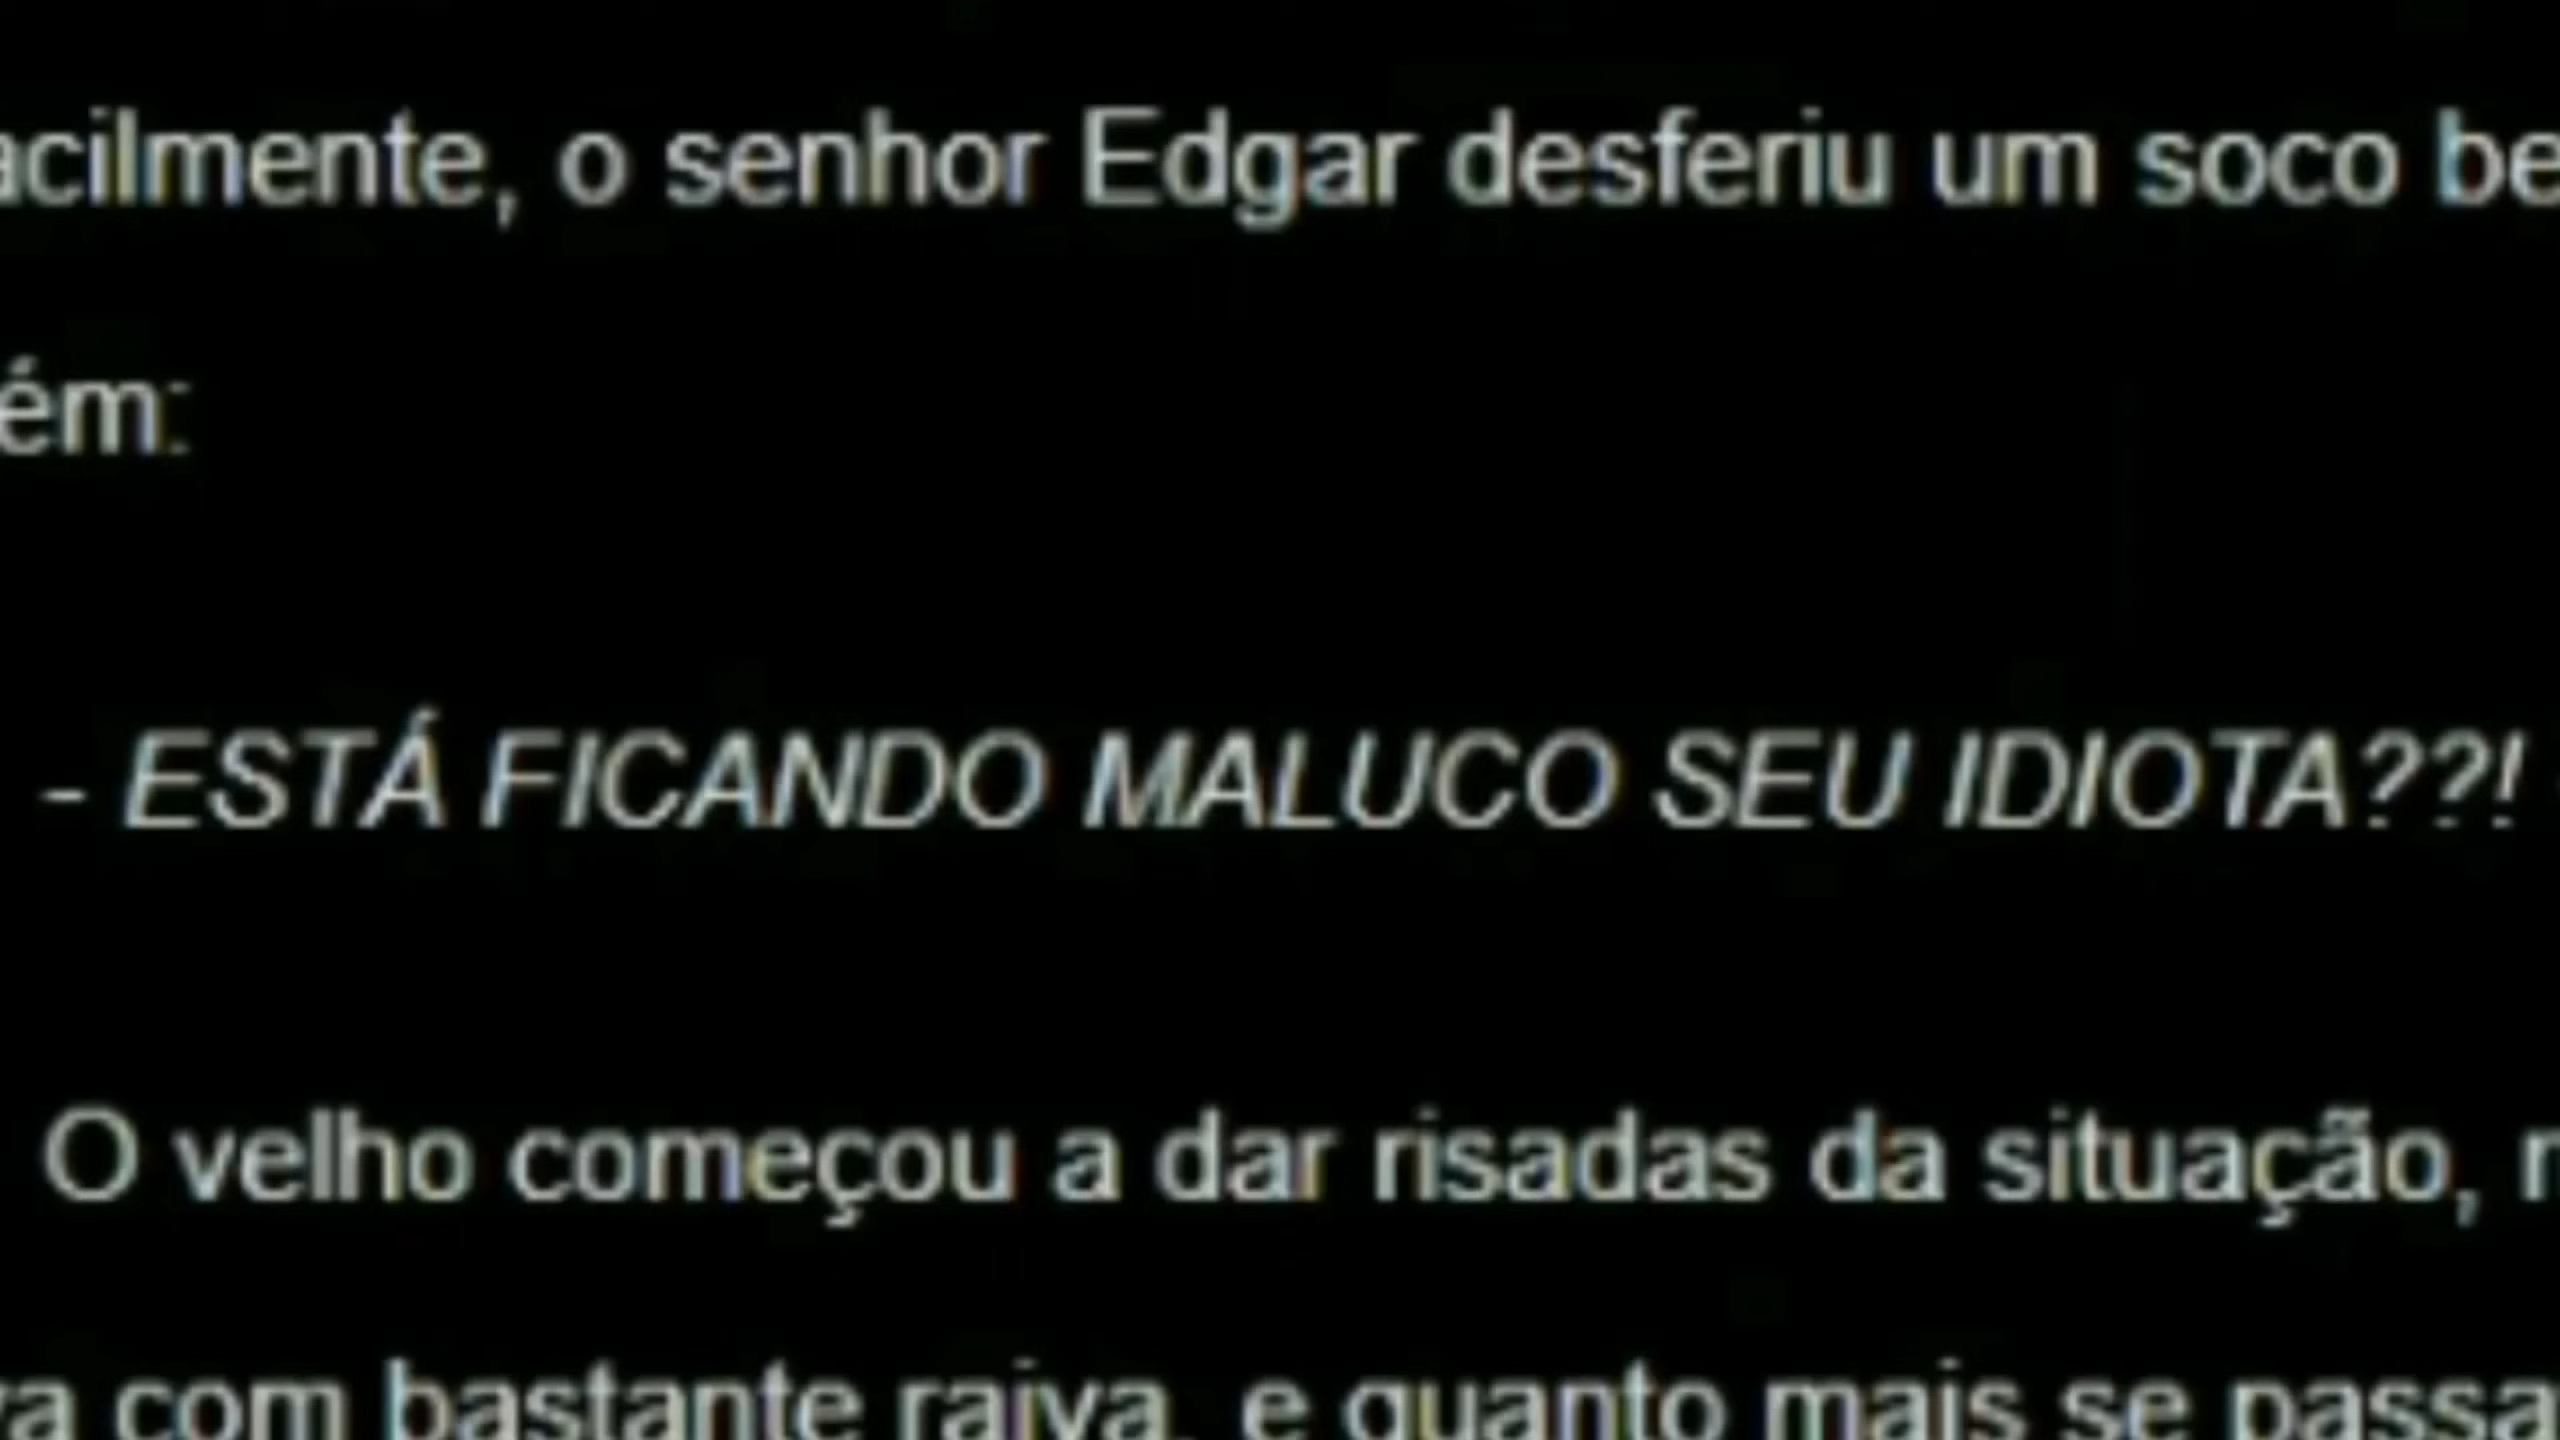 acilmente, o senhor Edgar desferiu um soco be
ém:
- ESTÁ FICANDO MALUCO SEU IDIOTA??!
O velho começou a dar risadas da situação,
va com bastante raiva, e quanto mais se passa